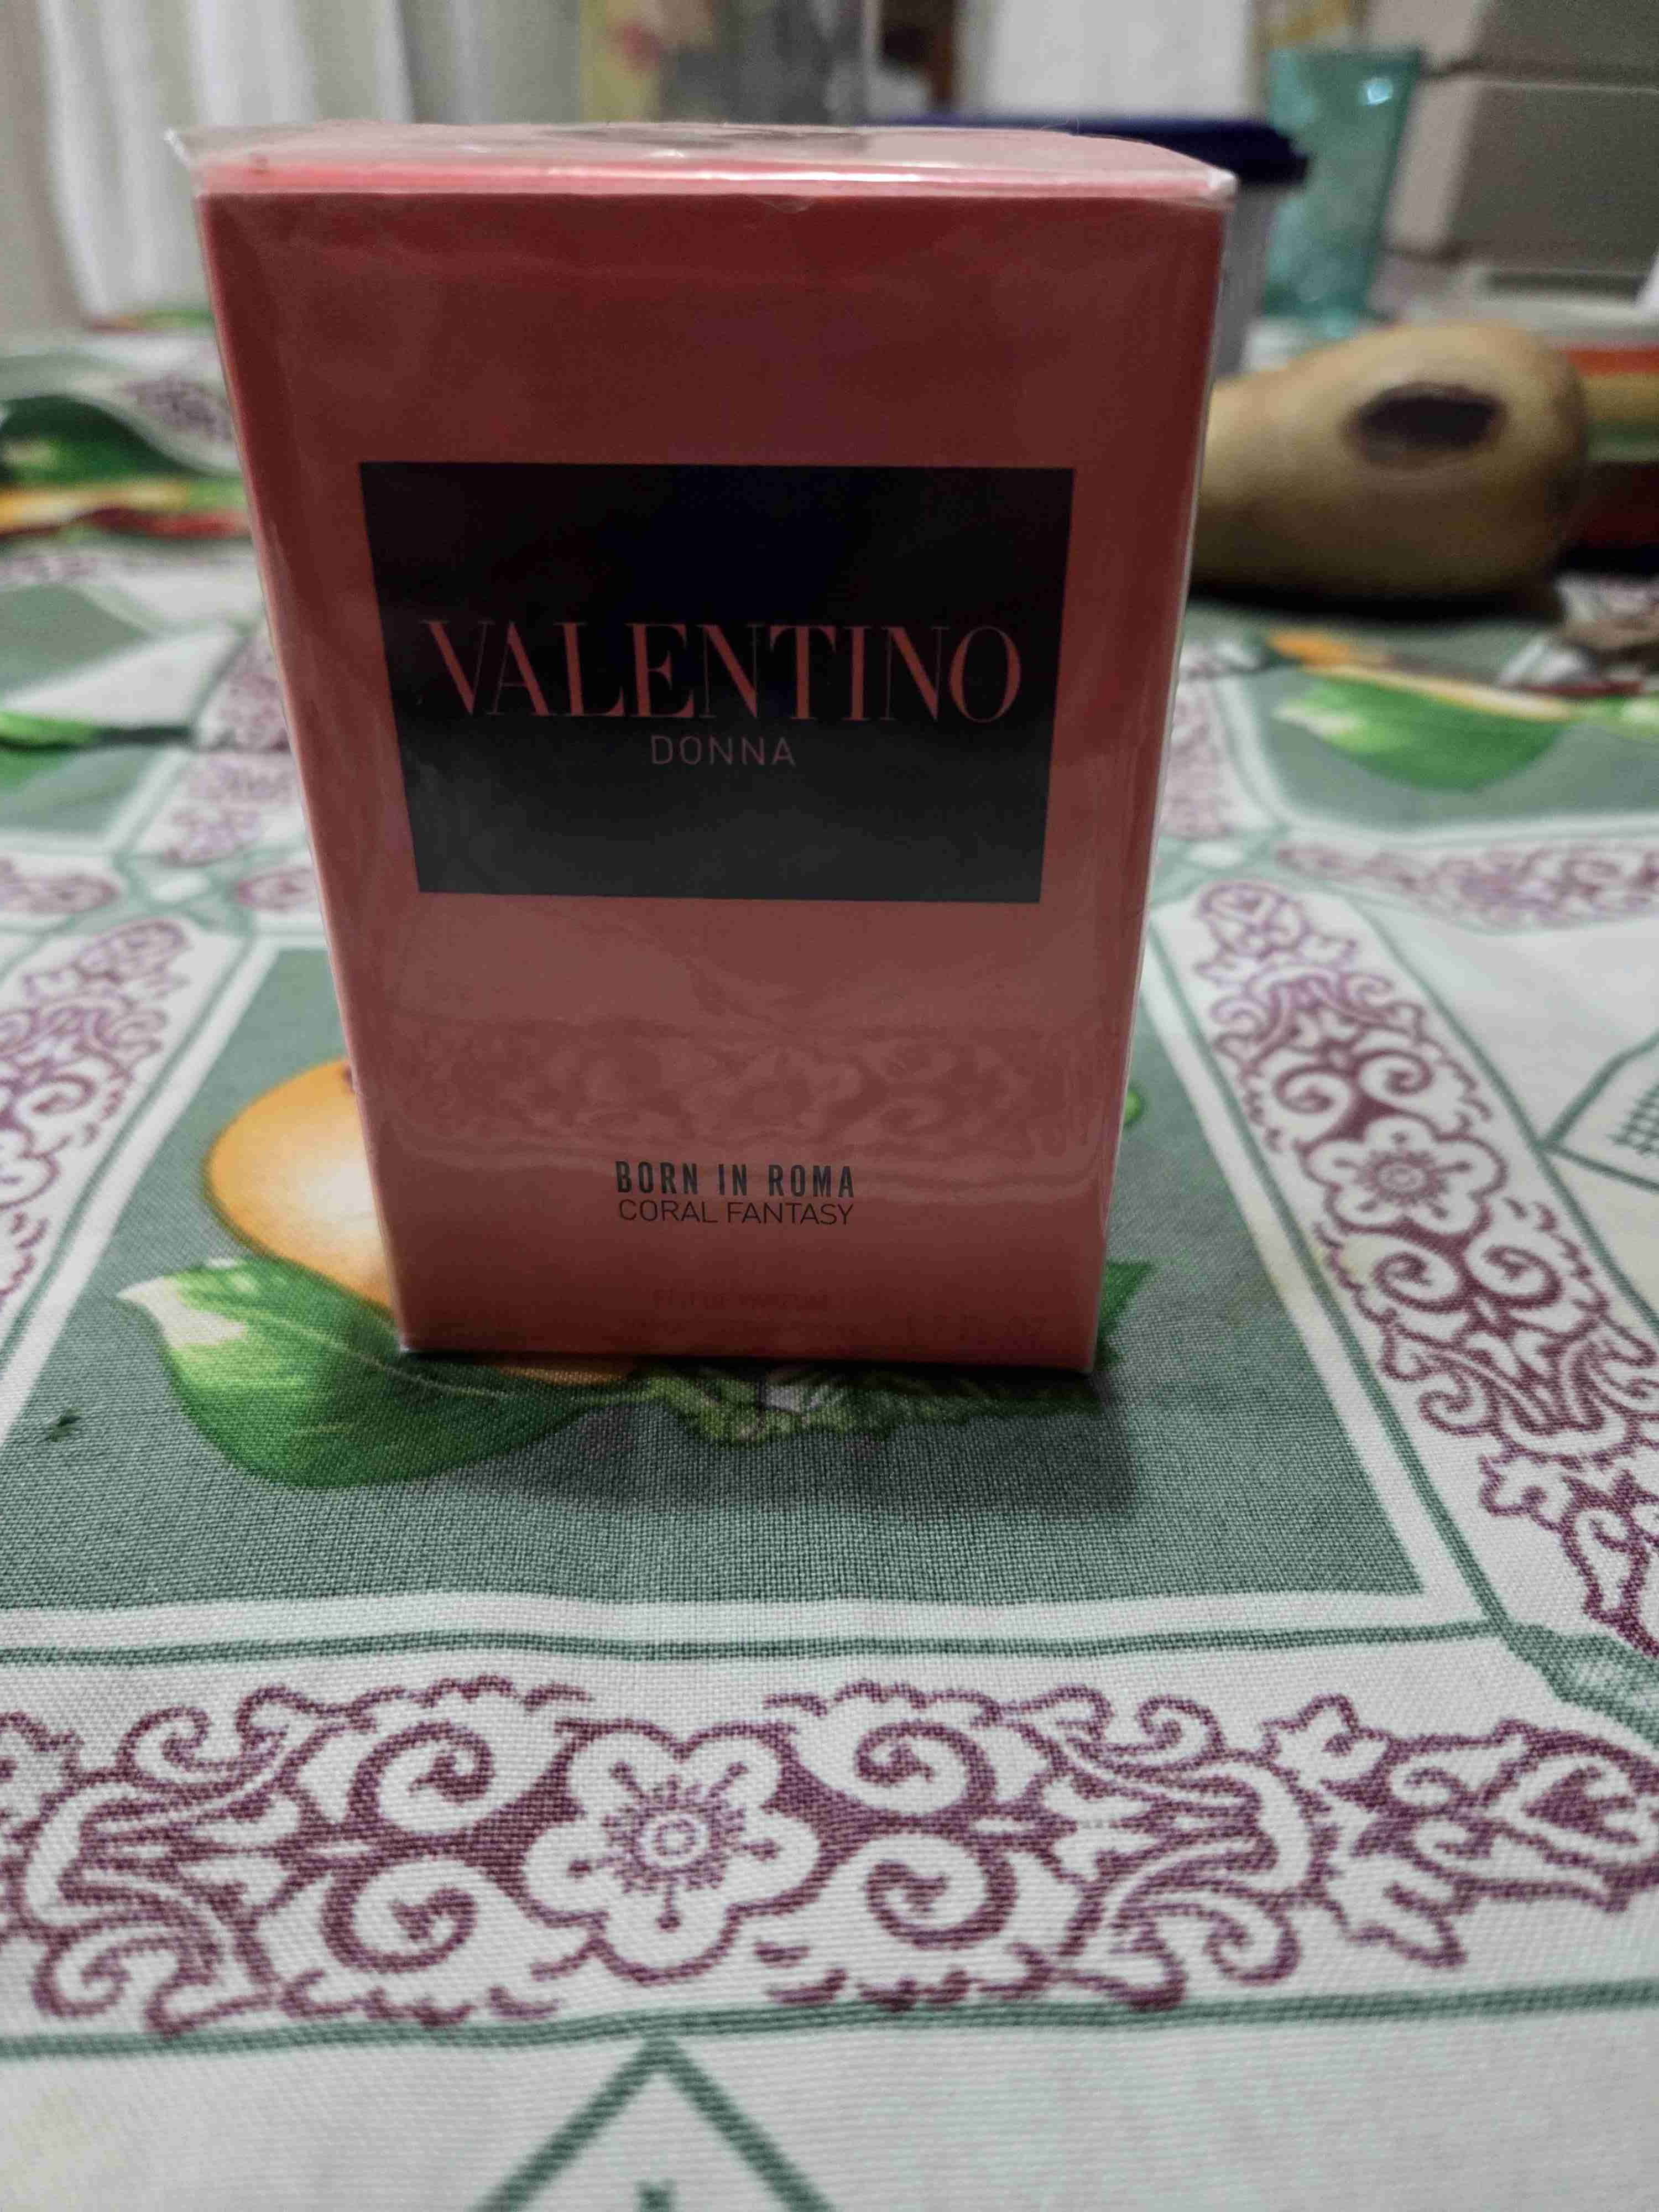 VALENTINO
DONNA
BORN IN ROMA
CORAL FANTASY